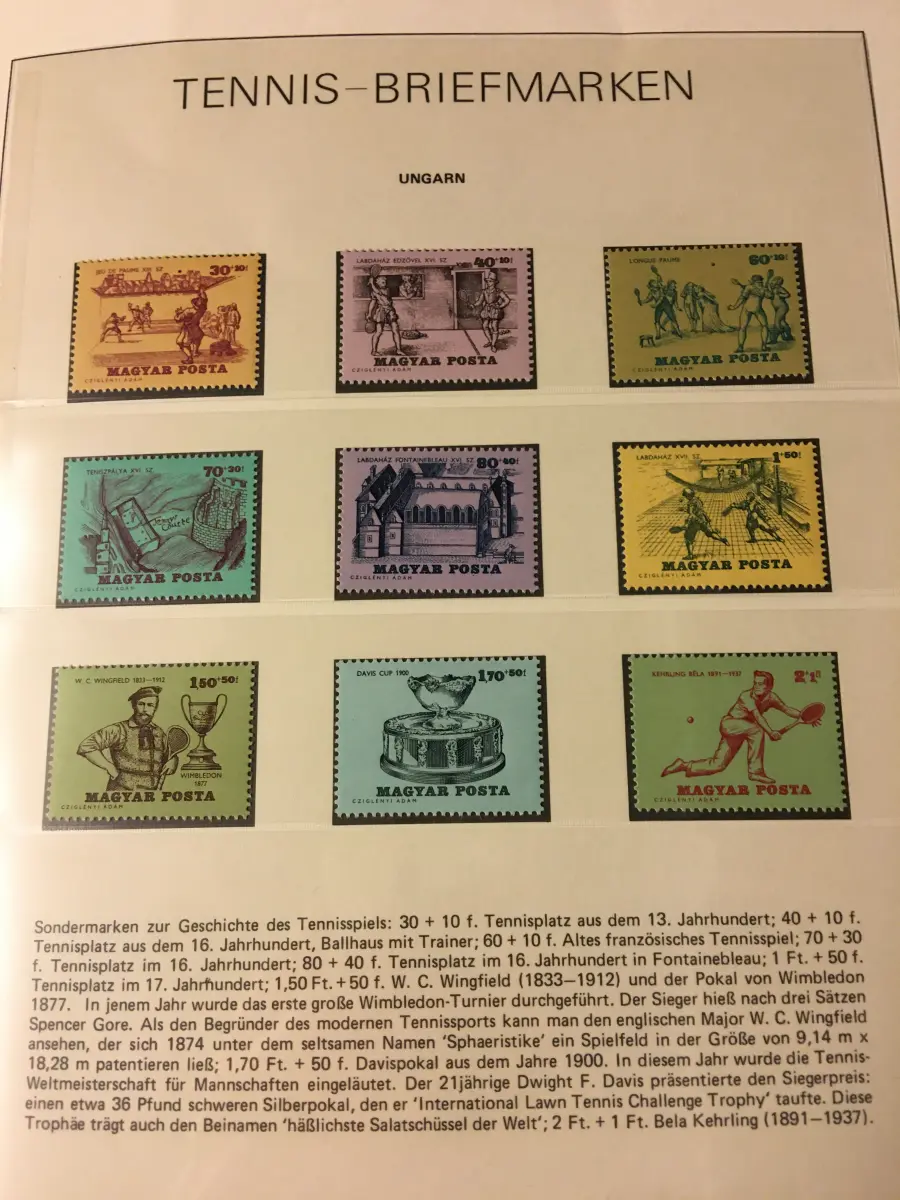 TENNIS–BRIEFMARKEN
UNGARN
JEU DE PAUME XIII. SZ.
30+10f
MAGYAR POSTA
CZIGLÉNYI ÁDÁM
LABDAHÁZ EDZŐVEL XVI. SZ.
40+10f
MAGYAR POSTA
CZIGLÉNYI ÁDÁM
LONGUE PAUME
60+10f
MAGYAR POSTA
CZIGLÉNYI ÁDÁM
TENISZPÁLYA XVI. SZ.
70+30f
MAGYAR POSTA
CZIGLÉNYI ÁDÁM
LABDAHÁZ FONTAINEBLEAU XVI. SZ.
80+40f
MAGYAR POSTA
CZIGLÉNYI ÁDÁM
LABDAHÁZ XVII. SZ.
1+50f
MAGYAR POSTA
CZIGLÉNYI ÁDÁM
W. C. WINGFIELD 1833–1912
1,50+50f
WIMBLEDON
1877
MAGYAR POSTA
CZIGLÉNYI ÁDÁM
DAVIS CUP 1900
1,70+50f
MAGYAR POSTA
CZIGLÉNYI ÁDÁM
KEHRLING BÉLA 1891–1937
2+1Ft
MAGYAR POSTA
CZIGLÉNYI ÁDÁM
Sondermarken zur Geschichte des Tennisspiels: 30 + 10 f. Tennisplatz aus dem 13. Jahrhundert; 40 + 10 f.
Tennisplatz aus dem 16. Jahrhundert, Ballhaus mit Trainer; 60 + 10 f. Altes französisches Tennisspiel; 70 + 30
f. Tennisplatz im 16. Jahrhundert; 80 + 40 f. Tennisplatz im 16. Jahrhundert in Fontainebleau; 1 Ft. + 50 f.
Tennisplatz im 17. Jahrhundert; 1,50 Ft. + 50 f. W. C. Wingfield (1833–1912) und der Pokal von Wimbledon
1877. In jenem Jahr wurde das erste große Wimbledon-Turnier durchgeführt. Der Sieger hieß nach drei Sätzen
Spencer Gore. Als den Begründer des modernen Tennissports kann man den englischen Major W. C. Wingfield
ansehen, der sich 1874 unter dem seltsamen Namen 'Sphaeristike' ein Spielfeld in der Größe von 9,14 m x
18,28 m patentieren ließ; 1,70 Ft. + 50 f. Davispokal aus dem Jahre 1900. In diesem Jahr wurde die Tennis-
Weltmeisterschaft für Mannschaften eingeläutet. Der 21jährige Dwight F. Davis präsentierte den Siegerpreis:
einen etwa 36 Pfund schweren Silberpokal, den er 'International Lawn Tennis Challenge Trophy' taufte. Diese
Trophäe trägt auch den Beinamen 'häßlichste Salatschüssel der Welt'; 2 Ft. + 1 Ft. Bela Kehrling (1891–1937).